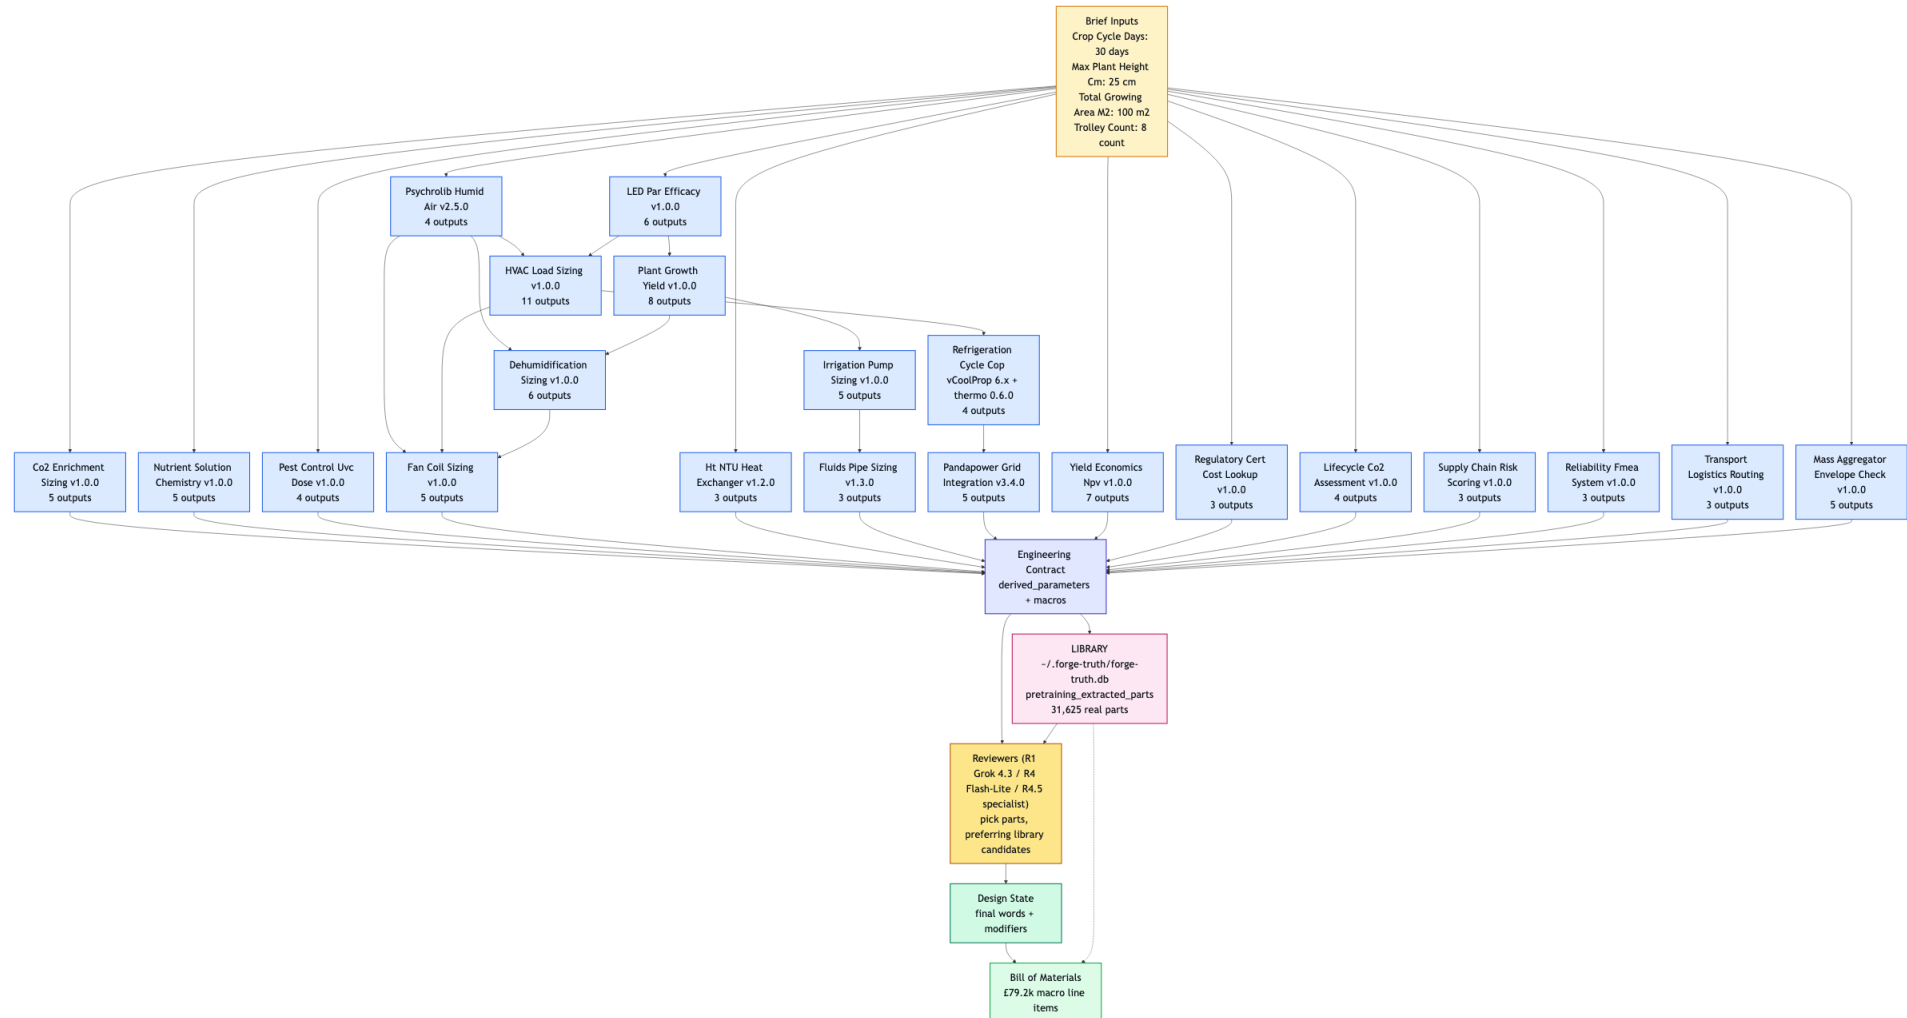 Brief Inputs
Crop Cycle Days:
30 days
Max Plant Height
Cm: 25 cm
Total Growing
Area M2: 100 m2
Trolley Count: 8
count
Psychrolib Humid
Air v2.5.0
4 outputs
LED Par Efficacy
v1.0.0
6 outputs
HVAC Load Sizing
v1.0.0
11 outputs
Plant Growth
Yield v1.0.0
8 outputs
Dehumidification
Sizing v1.0.0
6 outputs
Irrigation Pump
Sizing v1.0.0
5 outputs
Refrigeration
Cycle Cop
vCoolProp 6.x +
thermo 0.6.0
4 outputs
Co2 Enrichment
Sizing v1.0.0
5 outputs
Nutrient Solution
Chemistry v1.0.0
5 outputs
Pest Control Uvc
Dose v1.0.0
4 outputs
Fan Coil Sizing
v1.0.0
5 outputs
Ht NTU Heat
Exchanger v1.2.0
3 outputs
Fluids Pipe Sizing
v1.3.0
3 outputs
Pandapower Grid
Integration v3.4.0
5 outputs
Yield Economics
Npv v1.0.0
7 outputs
Regulatory Cert
Cost Lookup
v1.0.0
3 outputs
Lifecycle Co2
Assessment v1.0.0
4 outputs
Supply Chain Risk
Scoring v1.0.0
3 outputs
Reliability Fmea
System v1.0.0
3 outputs
Transport
Logistics Routing
v1.0.0
3 outputs
Mass Aggregator
Envelope Check
v1.0.0
5 outputs
Engineering
Contract
derived_parameters
+ macros
LIBRARY
~/.forge-truth/forge-
truth.db
pretraining_extracted_parts
31,625 real parts
Reviewers (R1
Grok 4.3 / R4
Flash-Lite / R4.5
specialist)
pick parts,
preferring library
candidates
Design State
final words +
modifiers
Bill of Materials
£79.2k macro line
items